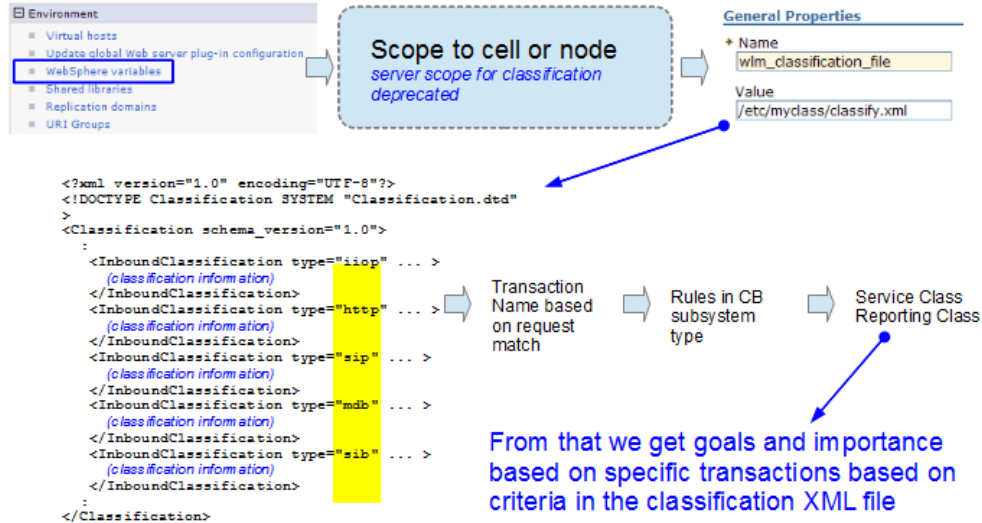 Environment
Virtual hosts
Update global Web server plug-in configuration
WebSphere variables
Shared libraries
Replication domains
URI Groups
Scope to cell or node
server scope for classification
deprecated
General Properties
* Name
wlm_classification_file
Value
/etc/myclass/classify.xml
<?xml version="1.0" encoding="UTF-8"?>
<!DOCTYPE Classification SYSTEM "Classification.dtd"
>
<Classification schema_version="1.0">
:
<InboundClassification type="iiop" ... >
(classification information)
</InboundClassification>
<InboundClassification type="http" ... >
(classification information)
</InboundClassification>
<InboundClassification type="sip" ... >
(classification information)
</InboundClassification>
<InboundClassification type="mdb" ... >
(classification information)
</InboundClassification>
<InboundClassification type="sib" ... >
(classification information)
</InboundClassification>
:
</Classification>
Transaction
Name based
on request
match
Rules in CB
subsystem
type
Service Class
Reporting Class
From that we get goals and importance
based on specific transactions based on
criteria in the classification XML file